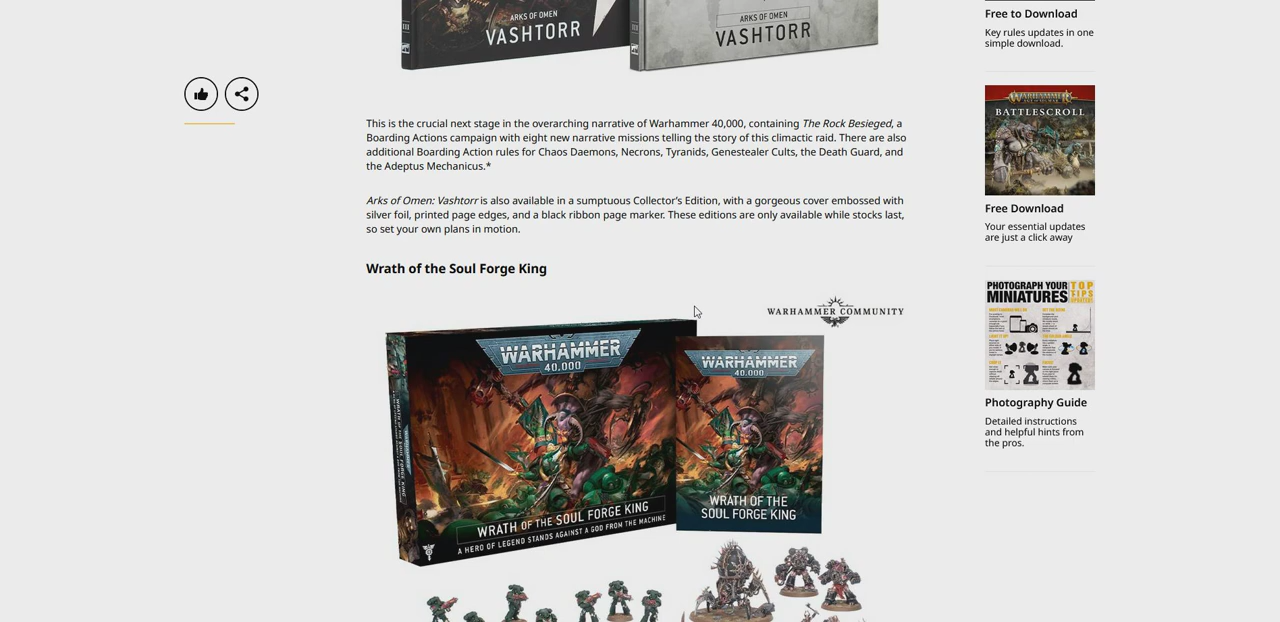 ARKS OF OMEN
VASHTORR
III
ARKS OF OMEN
VASHTORR
III
This is the crucial next stage in the overarching narrative of Warhammer 40,000, containing The Rock Besieged, a
Boarding Actions campaign with eight new narrative missions telling the story of this climactic raid. There are also
additional Boarding Action rules for Chaos Daemons, Necrons, Tyranids, Genestealer Cults, the Death Guard, and
the Adeptus Mechanicus.*
Arks of Omen: Vashtorr is also available in a sumptuous Collector’s Edition, with a gorgeous cover embossed with
silver foil, printed page edges, and a black ribbon page marker. These editions are only available while stocks last,
so set your own plans in motion.
Wrath of the Soul Forge King
WARHAMMER COMMUNITY
WARHAMMER
40,000
WRATH OF THE SOUL FORGE KING
WRATH OF THE SOUL FORGE KING
A HERO OF LEGEND STANDS AGAINST A GOD FROM THE MACHINE
WARHAMMER
40,000
WRATH OF THE
SOUL FORGE KING
Free to Download
Key rules updates in one
simple download.
WARHAMMER
BATTLESCROLL
Free Download
Your essential updates
are just a click away
PHOTOGRAPH YOUR
MINIATURES
TOP
TIPS
Photography Guide
Detailed instructions
and helpful hints from
the pros.